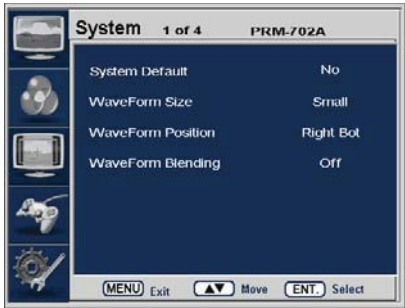 System 1 of 4 PRM-702A
System Default No
WaveForm Size Small
WaveForm Position Right Bot
WaveForm Blending Off
MENU Exit ▲▼ Move ENT. Select